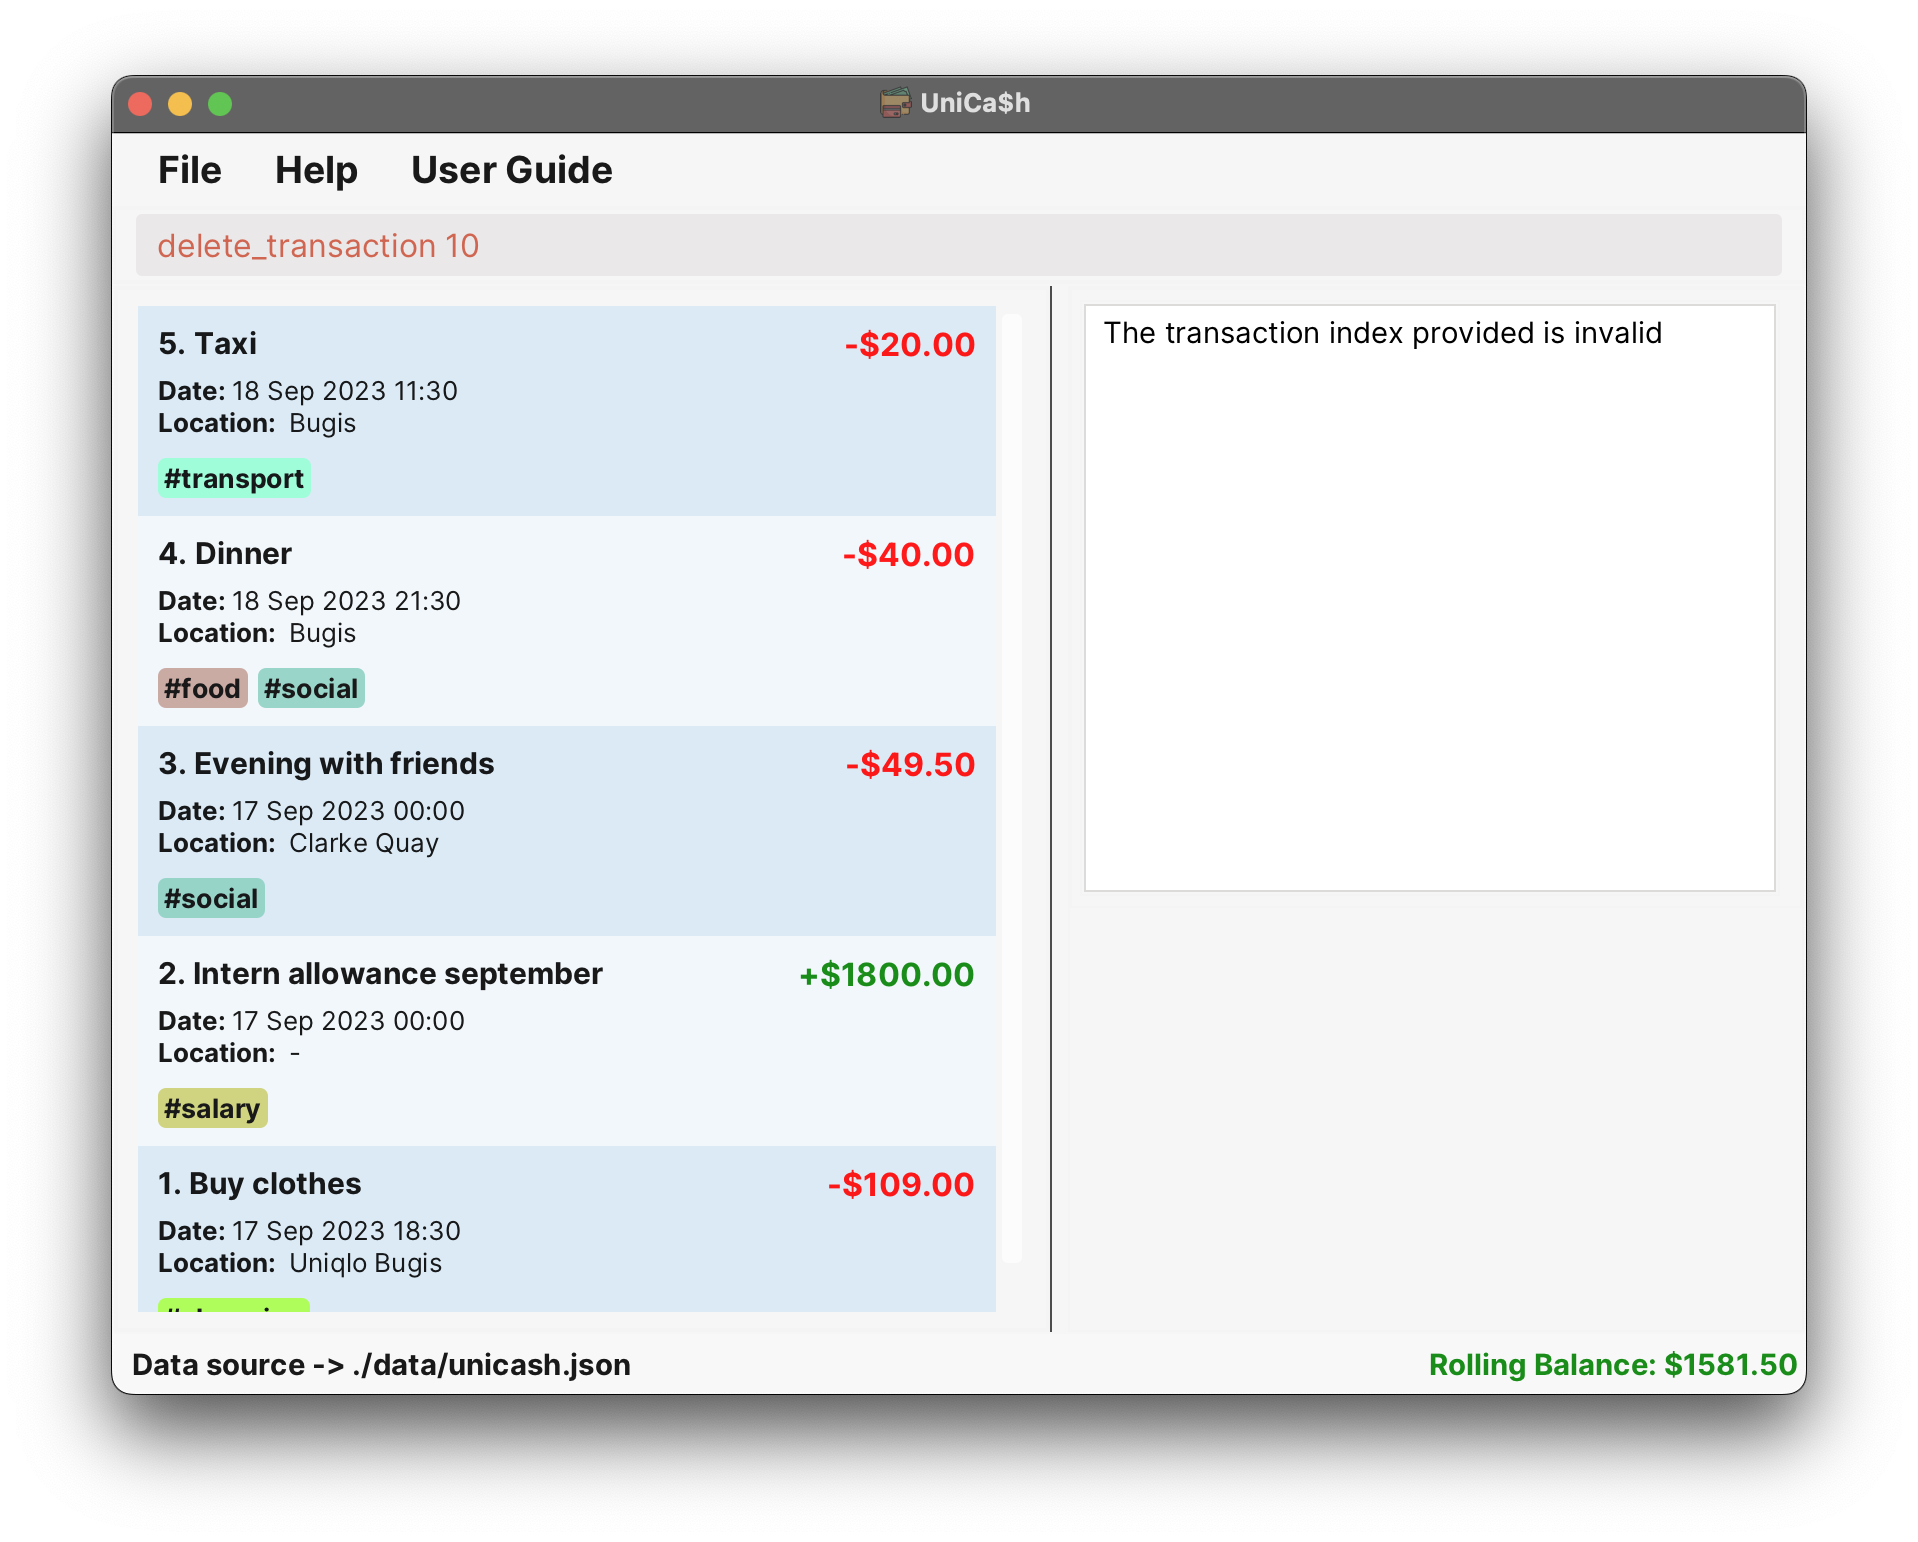 UniCa$h
File Help User Guide
delete_transaction 10
5. Taxi -$20.00
Date: 18 Sep 2023 11:30
Location: Bugis
#transport
4. Dinner -$40.00
Date: 18 Sep 2023 21:30
Location: Bugis
#food #social
3. Evening with friends -$49.50
Date: 17 Sep 2023 00:00
Location: Clarke Quay
#social
2. Intern allowance september +$1800.00
Date: 17 Sep 2023 00:00
Location: -
#salary
1. Buy clothes -$109.00
Date: 17 Sep 2023 18:30
Location: Uniqlo Bugis
The transaction index provided is invalid
Data source -> ./data/unicash.json
Rolling Balance: $1581.50